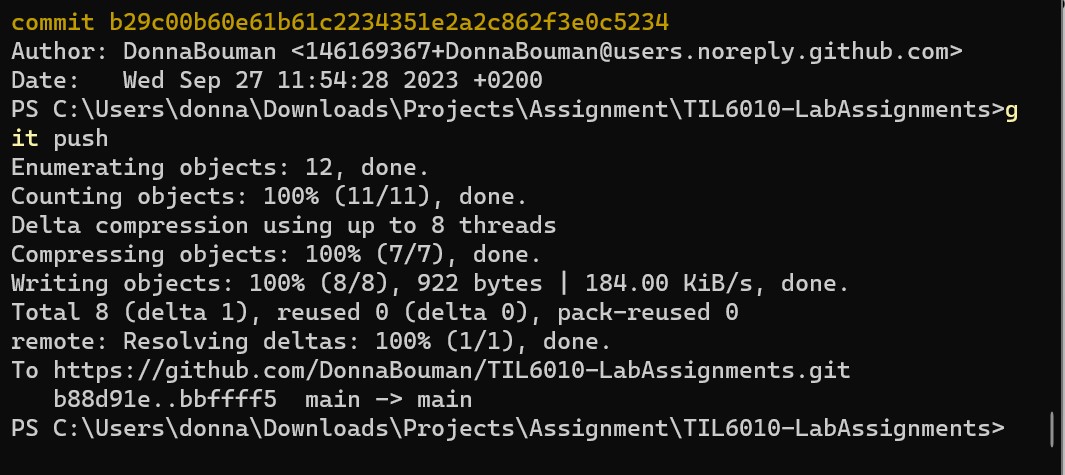 commit b29c00b60e61b61c2234351e2a2c862f3e0c5234
Author: DonnaBouman <146169367+DonnaBouman@users.noreply.github.com>
Date:   Wed Sep 27 11:54:28 2023 +0200
PS C:\Users\donna\Downloads\Projects\Assignment\TIL6010-LabAssignments>g
it push
Enumerating objects: 12, done.
Counting objects: 100% (11/11), done.
Delta compression using up to 8 threads
Compressing objects: 100% (7/7), done.
Writing objects: 100% (8/8), 922 bytes | 184.00 KiB/s, done.
Total 8 (delta 1), reused 0 (delta 0), pack-reused 0
remote: Resolving deltas: 100% (1/1), done.
To https://github.com/DonnaBouman/TIL6010-LabAssignments.git
   b88d91e..bbffff5  main -> main
PS C:\Users\donna\Downloads\Projects\Assignment\TIL6010-LabAssignments>